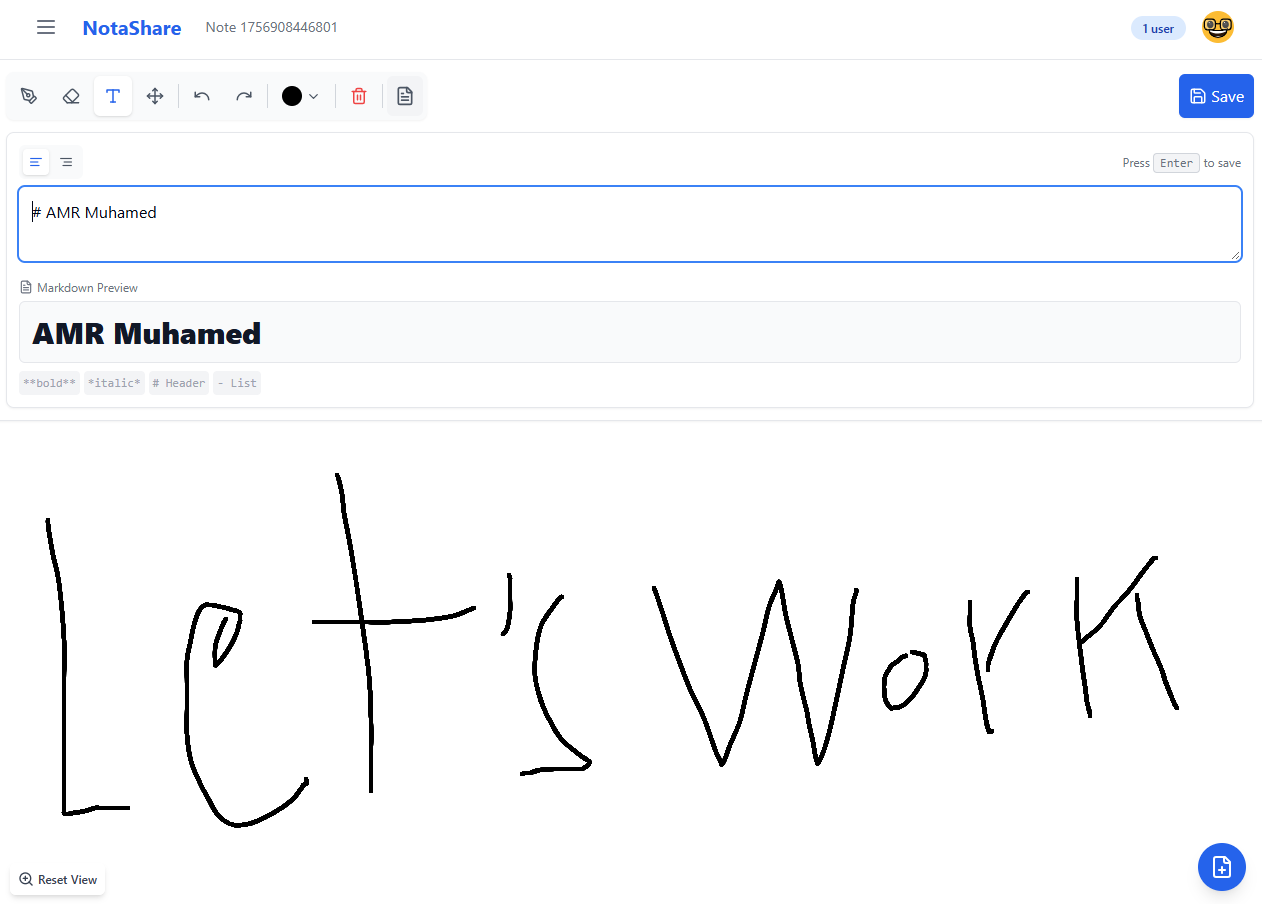 NotaShare Note 1756908446801 1 user
T Save
Press Enter to save
# AMR Muhamed
Markdown Preview
AMR Muhamed
**bold** *italic* # Header - List
Let's Work
Reset View